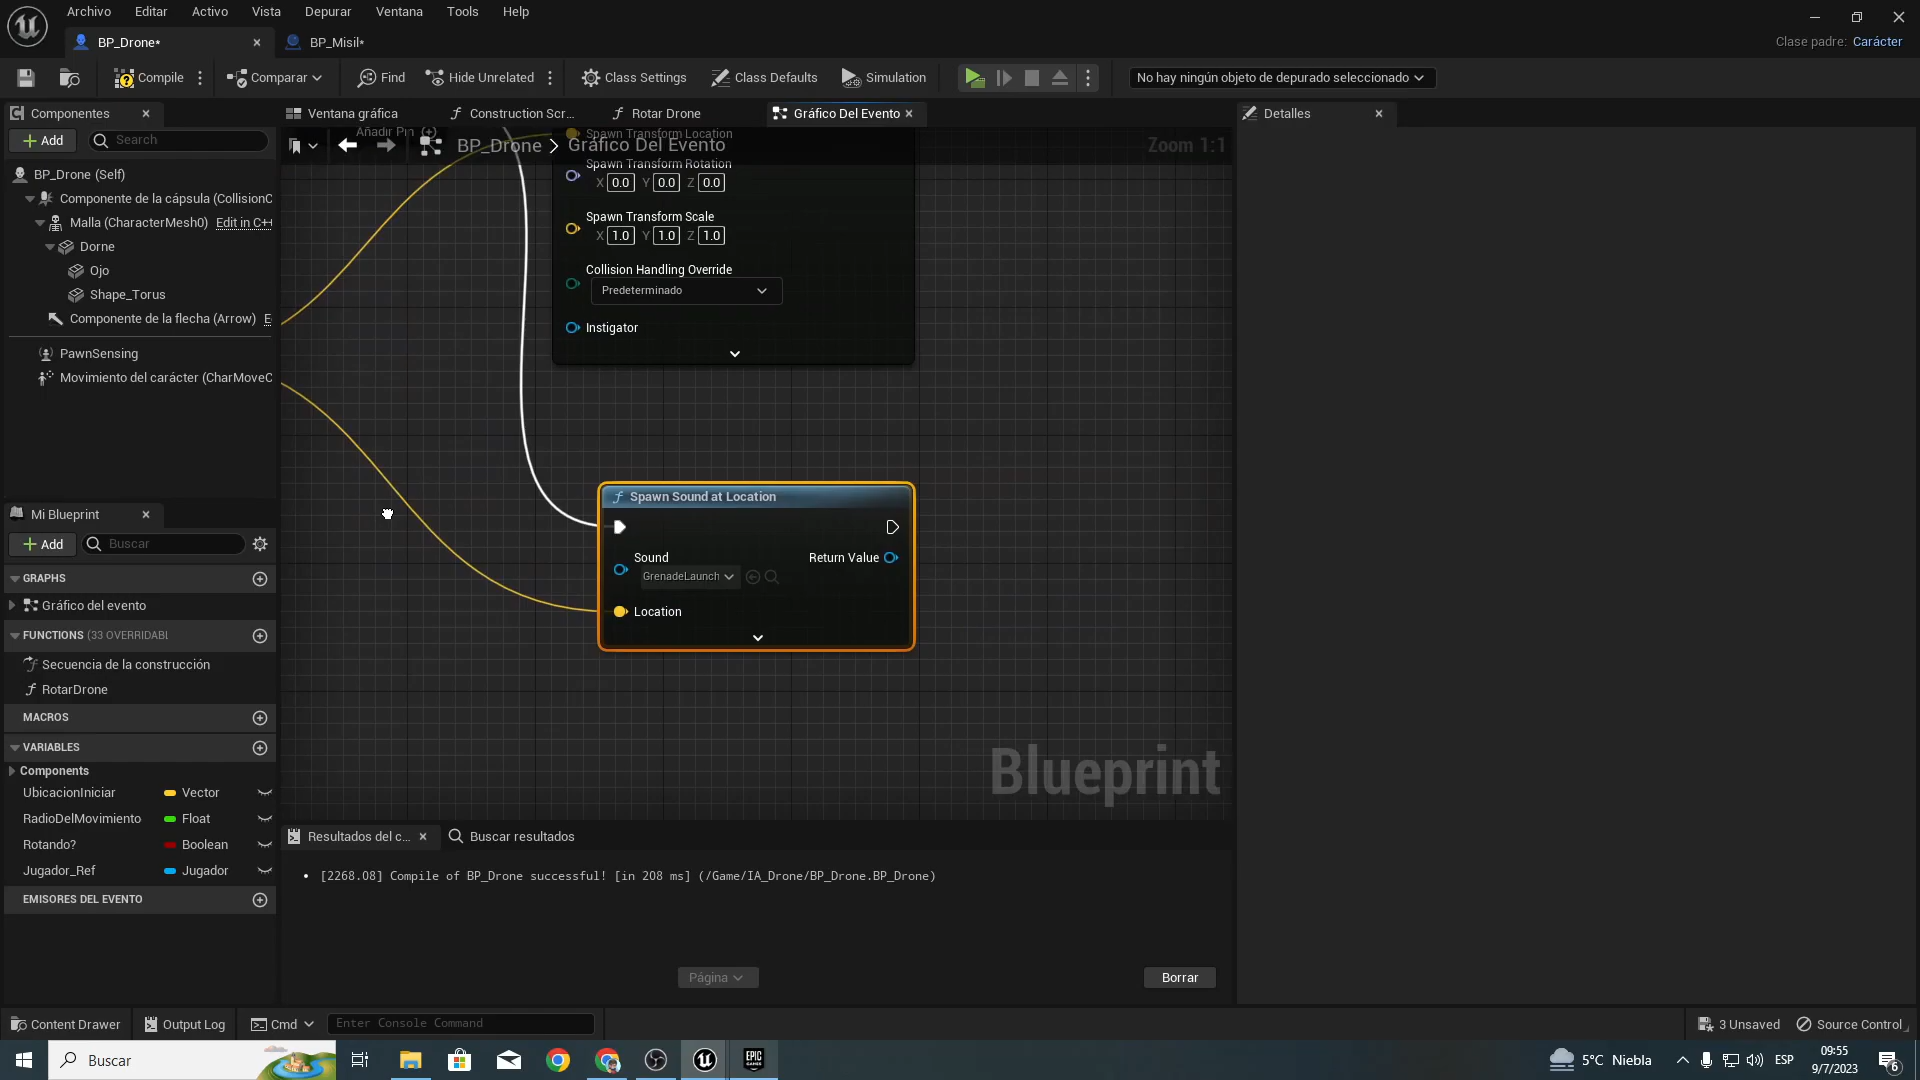 Archivo Editar Activo Vista Depurar Ventana Tools Help
BP_Drone*
BP_Misil*
Clase padre: Carácter
Compile
Comparar
Find
Hide Unrelated
Class Settings
Class Defaults
Simulation
No hay ningún objeto de depurado seleccionado
Componentes
Add
Search
BP_Drone (Self)
Componente de la cápsula (CollisionC
Malla (CharacterMesh0) Edit in C++
Dorne
Ojo
Shape_Torus
Componente de la flecha (Arrow) E
PawnSensing
Movimiento del carácter (CharMoveC
Mi Blueprint
Add
Buscar
GRAPHS
Gráfico del evento
FUNCTIONS (33 OVERRIDABL
Secuencia de la construcción
RotarDrone
MACROS
VARIABLES
Components
UbicacionIniciar Vector
RadioDelMovimiento Float
Rotando? Boolean
Jugador_Ref Jugador
EMISORES DEL EVENTO
Ventana gráfica
Construction Scr...
Rotar Drone
Gráfico Del Evento
Añadir Pin
BP_Drone > Gráfico Del Evento
Zoom 1:1
Spawn Transform Location
Spawn Transform Rotation
X 0.0 Y 0.0 Z 0.0
Spawn Transform Scale
X 1.0 Y 1.0 Z 1.0
Collision Handling Override
Predeterminado
Instigator
Spawn Sound at Location
Sound
GrenadeLaunch
Return Value
Location
Blueprint
Resultados del c...
Buscar resultados
[2268.08] Compile of BP_Drone successful! [in 208 ms] (/Game/IA_Drone/BP_Drone.BP_Drone)
Página
Borrar
Detalles
Content Drawer
Output Log
Cmd
Enter Console Command
3 Unsaved
Source Control
Buscar
EPIC GAMES
5°C Niebla
ESP
09:55
9/7/2023
6